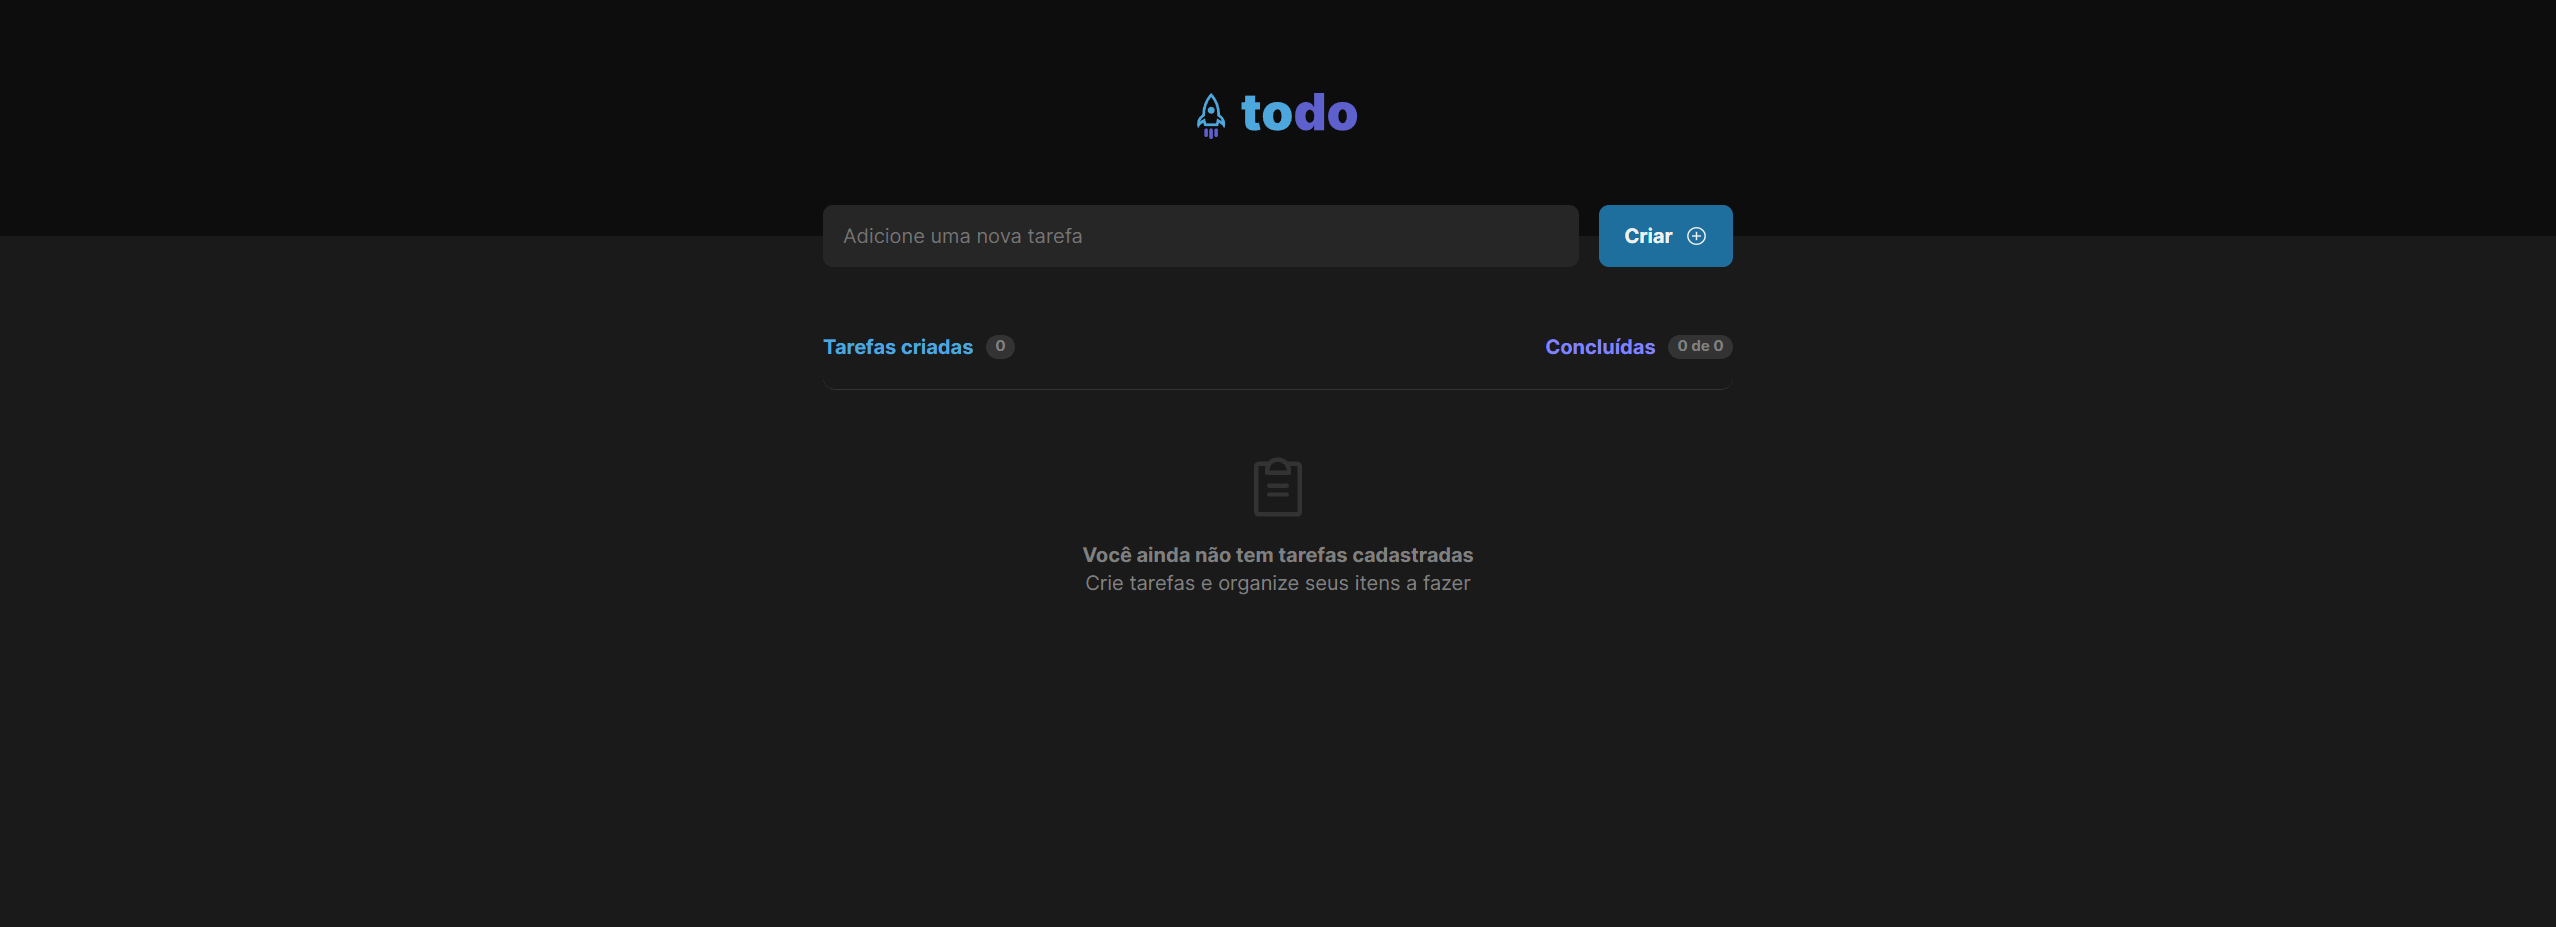 todo
Adicione uma nova tarefa
Criar
Tarefas criadas 0
Concluídas 0 de 0
Você ainda não tem tarefas cadastradas
Crie tarefas e organize seus itens a fazer